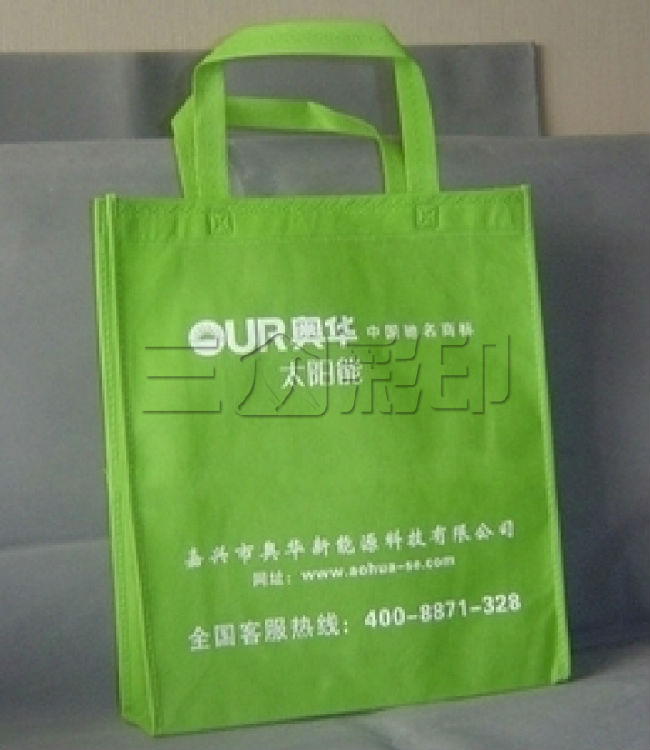 OUR奥华 中国驰名商标
太阳能
三众彩印
嘉兴市奥华新能源科技有限公司
网址：www.aohua-se.com
全国客服热线：400-8871-328